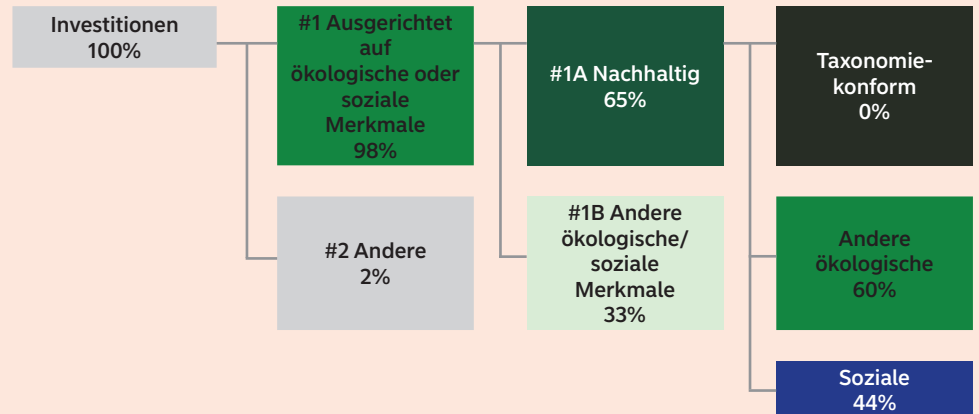 Investitionen
100%
#1 Ausgerichtet
auf
ökologische oder
soziale
Merkmale
98%
#1A Nachhaltig
65%
Taxonomie-
konform
0%
#2 Andere
2%
#1B Andere
ökologische/
soziale
Merkmale
33%
Andere
ökologische
60%
Soziale
44%